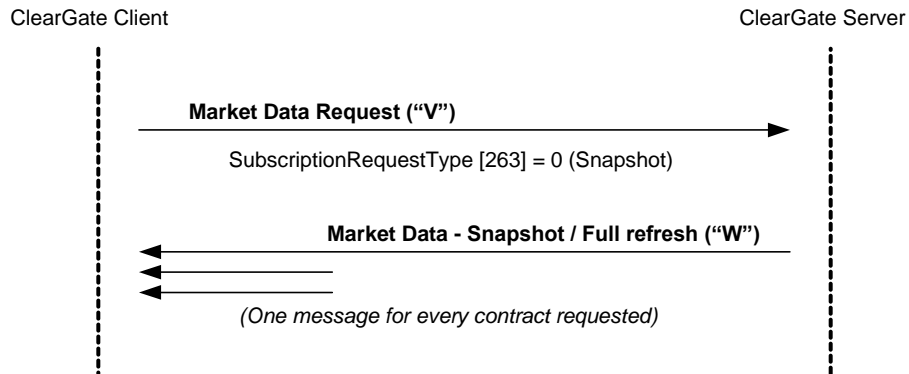 ClearGate Client
ClearGate Server
Market Data Request (“V”)
SubscriptionRequestType [263] = 0 (Snapshot)
Market Data - Snapshot / Full refresh (“W”)
(One message for every contract requested)